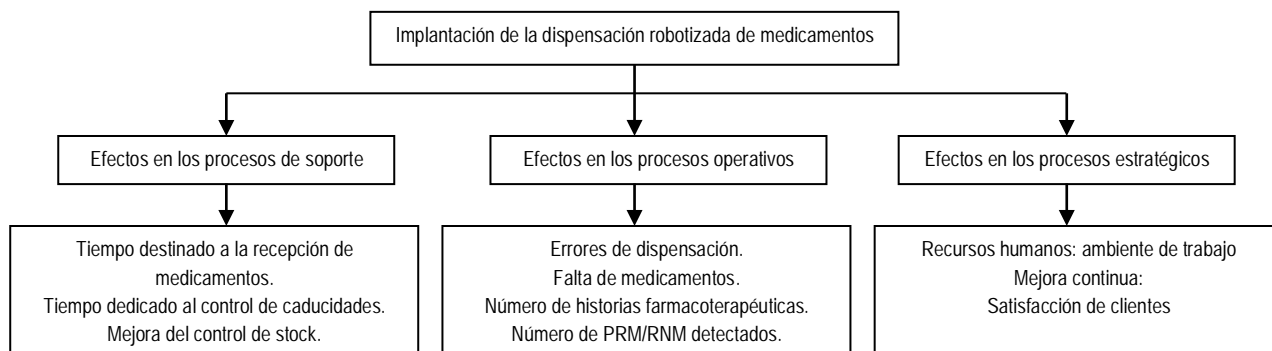 Implantación de la dispensación robotizada de medicamentos
Efectos en los procesos de soporte
Efectos en los procesos operativos
Efectos en los procesos estratégicos
Tiempo destinado a la recepción de
medicamentos.
Tiempo dedicado al control de caducidades.
Mejora del control de stock.
Errores de dispensación.
Falta de medicamentos.
Número de historias farmacoterapéuticas.
Número de PRM/RNM detectados.
Recursos humanos: ambiente de trabajo
Mejora continua:
Satisfacción de clientes